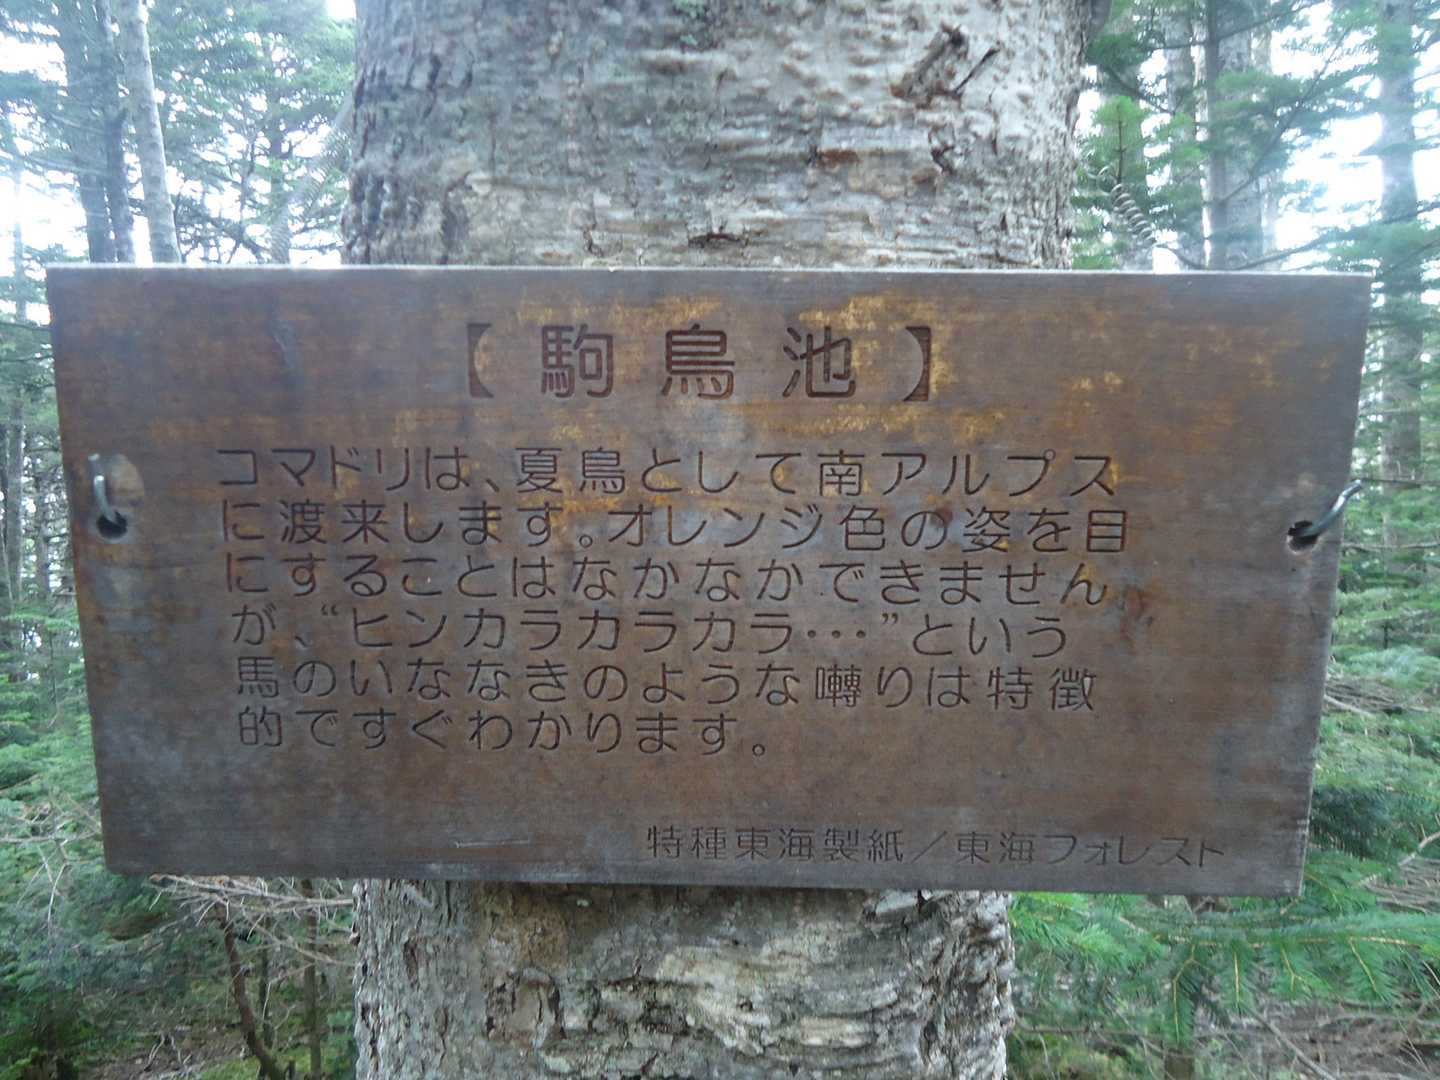 【駒鳥池】
コマドリは、夏鳥として南アルプス
に渡来します。オレンジ色の姿を目
にすることはなかなかできません
が、“ヒンカラカラカラ…”という
馬のいななきのような囀りは特徴
的ですぐわかります。
特種東海製紙／東海フォレスト